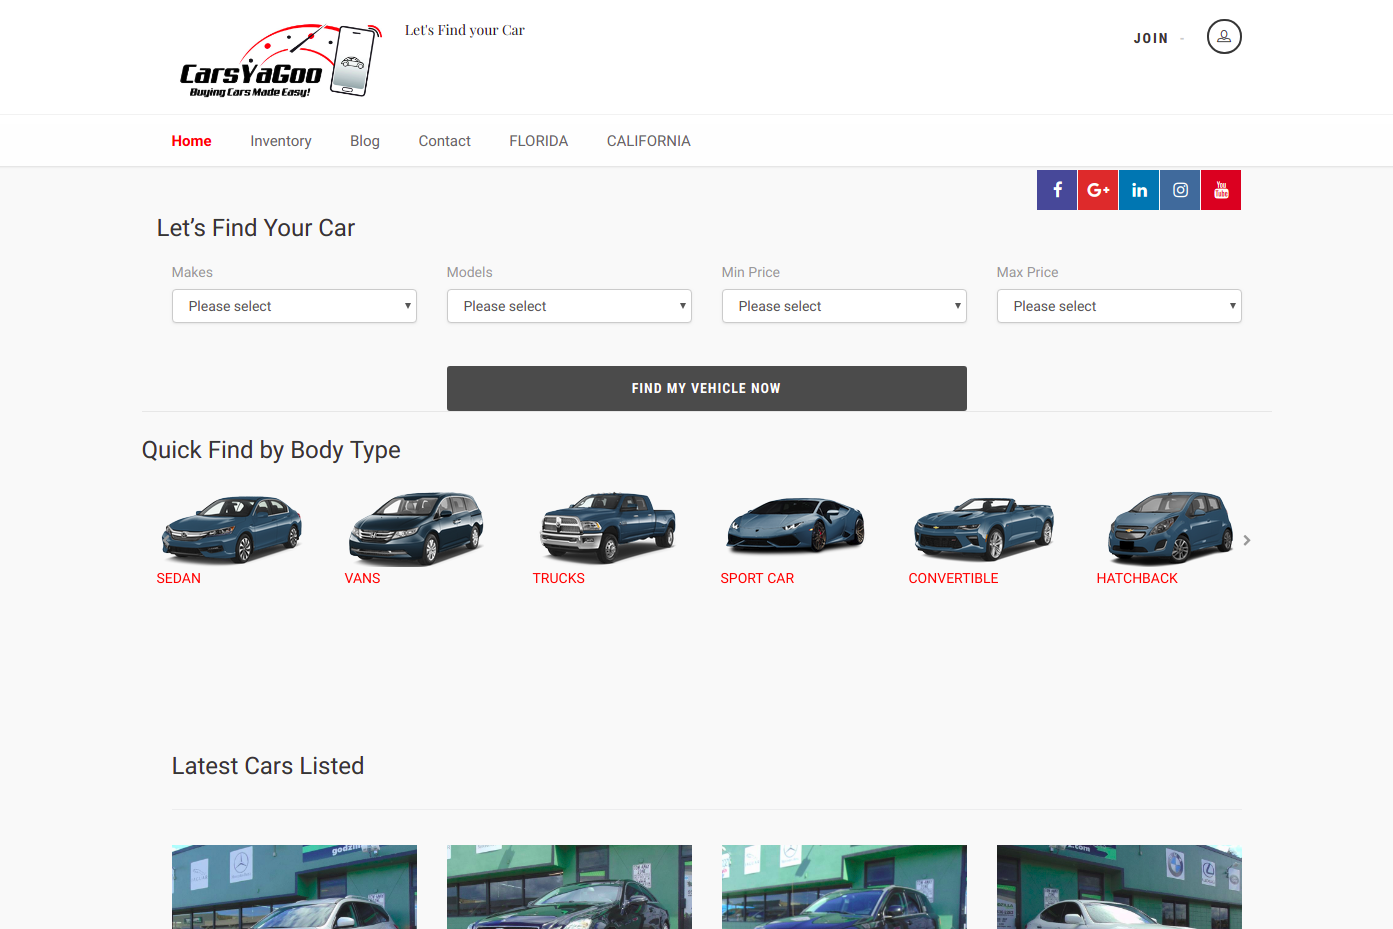 CarsYaGoo
Buying Cars Made Easy!
Let's Find your Car
JOIN -
Home Inventory Blog Contact FLORIDA CALIFORNIA
You
Tube
Let’s Find Your Car
Makes Models Min Price Max Price
Please select Please select Please select Please select
FIND MY VEHICLE NOW
Quick Find by Body Type
SEDAN VANS TRUCKS SPORT CAR CONVERTIBLE HATCHBACK
Latest Cars Listed